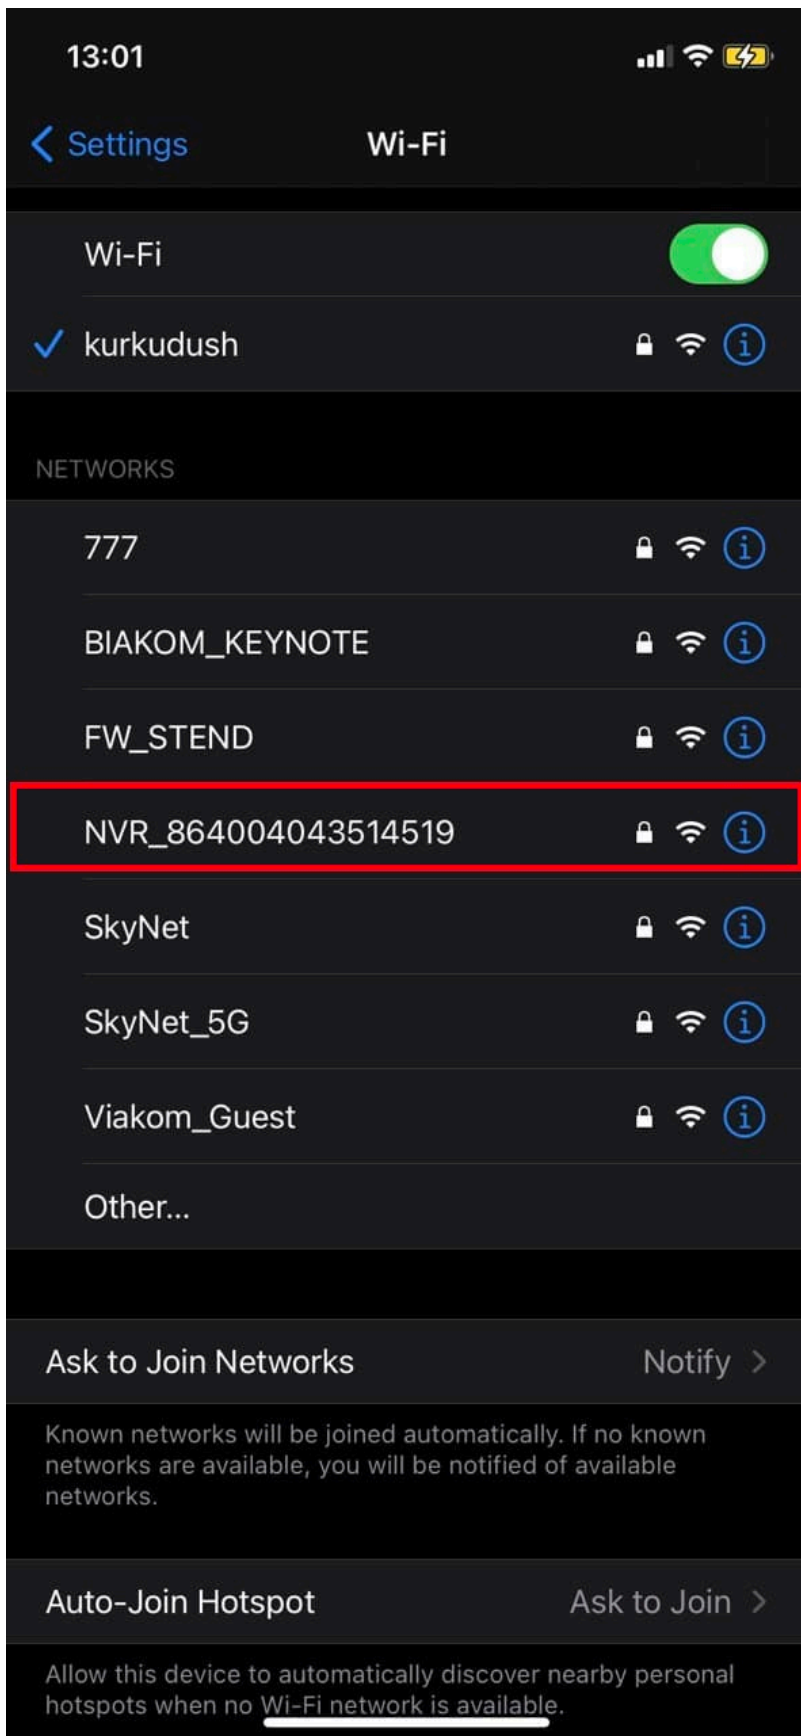 13:01
Settings
Wi-Fi
Wi-Fi
kurkudush
NETWORKS
777
BIAKOM_KEYNOTE
FW_STEND
NVR_864004043514519
SkyNet
SkyNet_5G
Viakom_Guest
Other...
Ask to Join Networks Notify
Known networks will be joined automatically. If no known
networks are available, you will be notified of available
networks.
Auto-Join Hotspot Ask to Join
Allow this device to automatically discover nearby personal
hotspots when no Wi-Fi network is available.